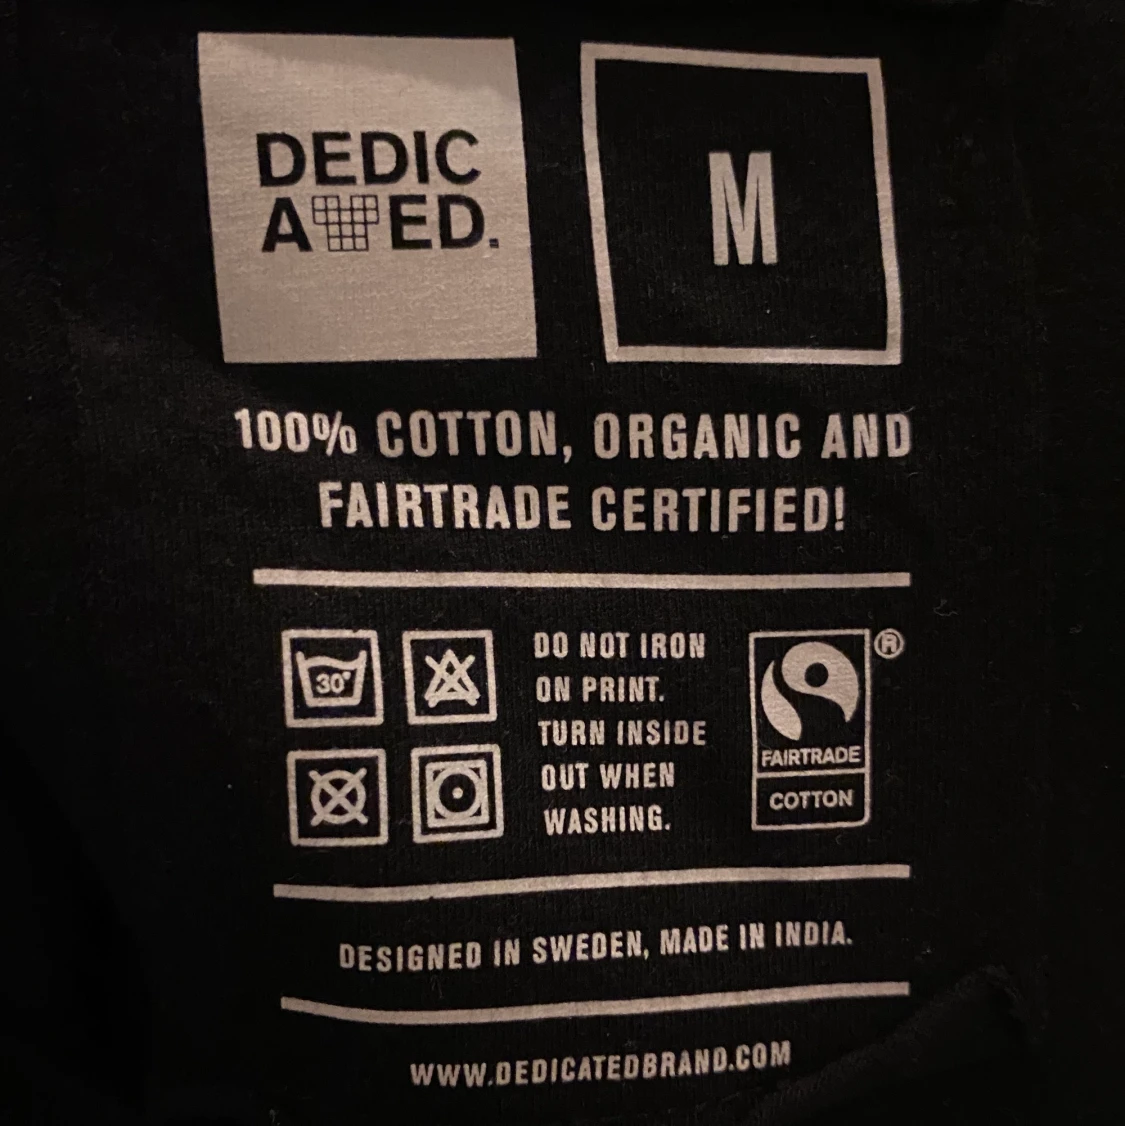 DEDIC
ATED.
M
100% COTTON, ORGANIC AND
FAIRTRADE CERTIFIED!
30°
DO NOT IRON
ON PRINT.
TURN INSIDE
OUT WHEN
WASHING.
®
FAIRTRADE
COTTON
DESIGNED IN SWEDEN, MADE IN INDIA.
WWW.DEDICATEDBRAND.COM